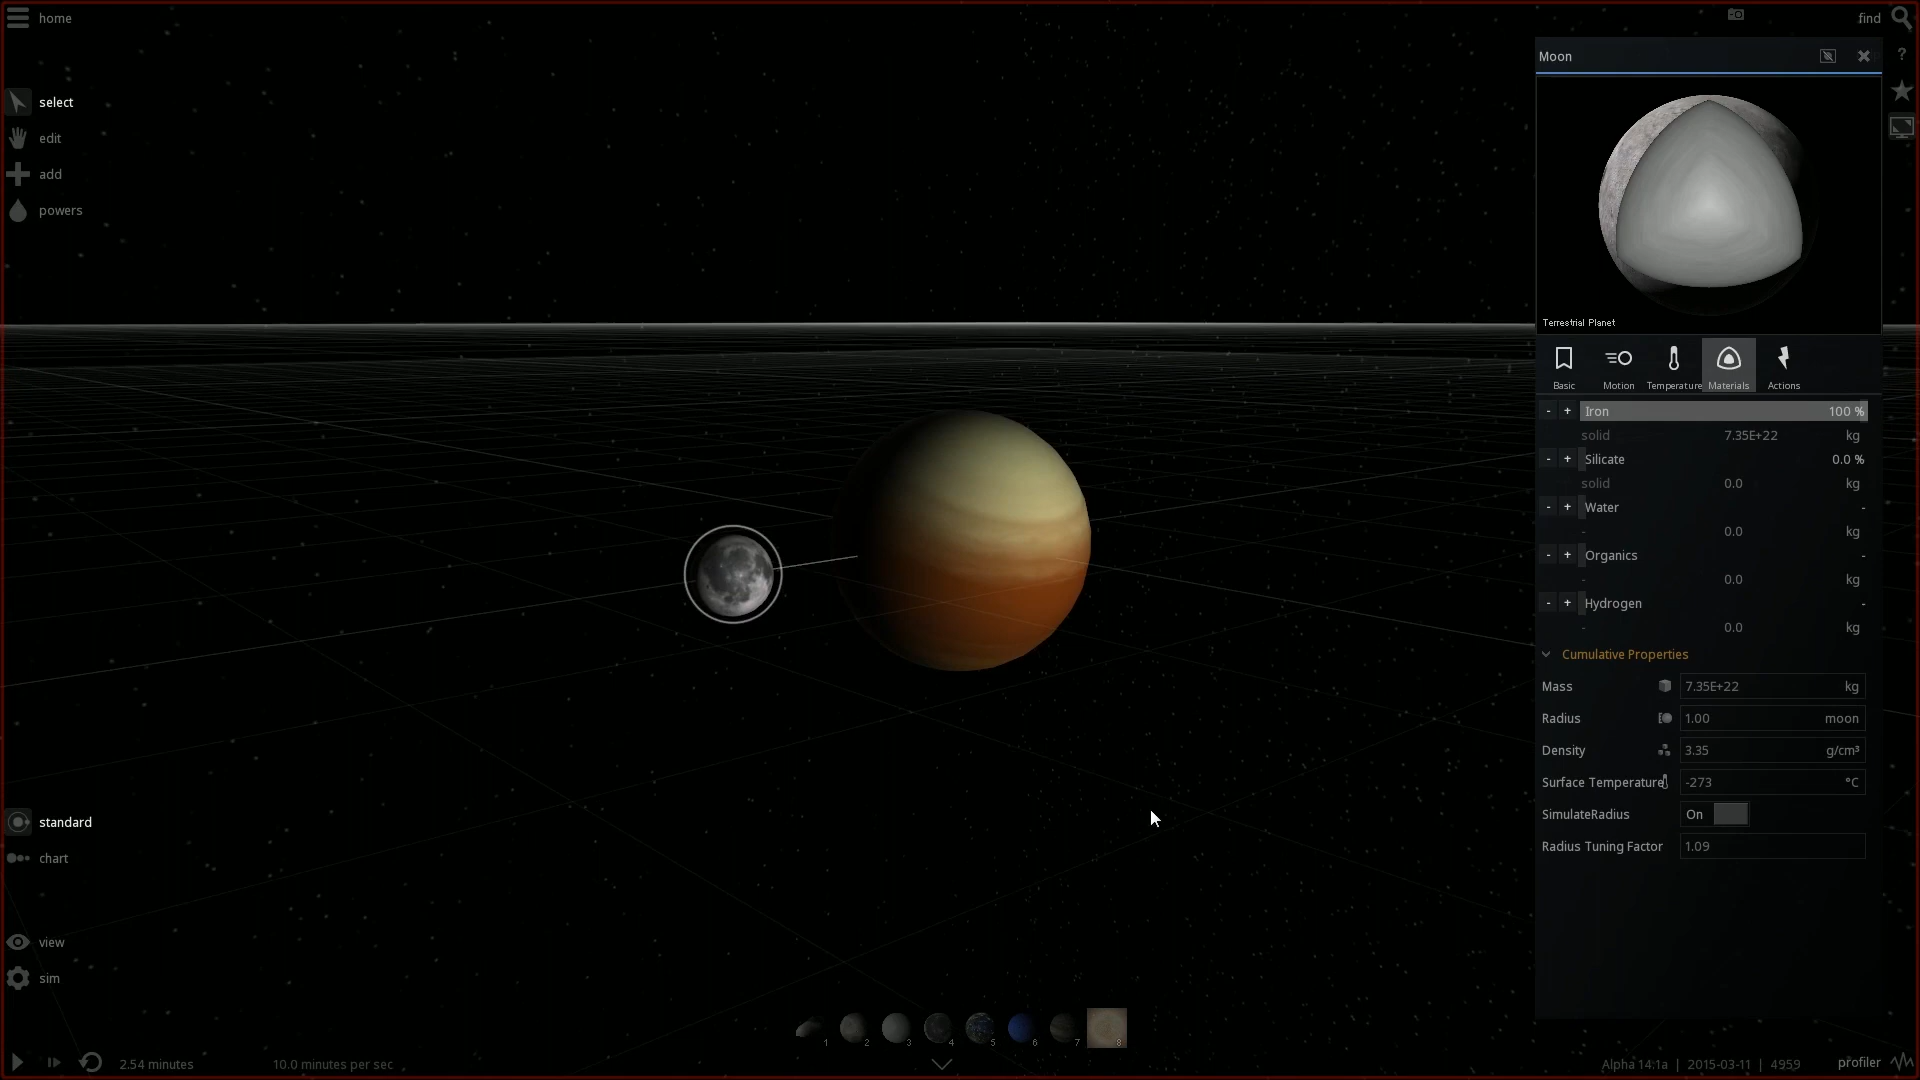 home
find
select
edit
add
powers
Moon
?
Terrestrial Planet
Basic Motion Temperature Materials Actions
- + Iron 100 %
solid 7.35E+22 kg
- + Silicate 0.0 %
solid 0.0 kg
- + Water -
- 0.0 kg
- + Organics -
- 0.0 kg
- + Hydrogen -
- 0.0 kg
Cumulative Properties
Mass 7.35E+22 kg
Radius 1.00 moon
Density 3.35 g/cm³
Surface Temperature -273 °C
SimulateRadius On
Radius Tuning Factor 1.09
standard
chart
view
sim
1 2 3 4 5 6 7 8
2.54 minutes 10.0 minutes per sec
Alpha 14.1a | 2015-03-11 | 4959
profiler